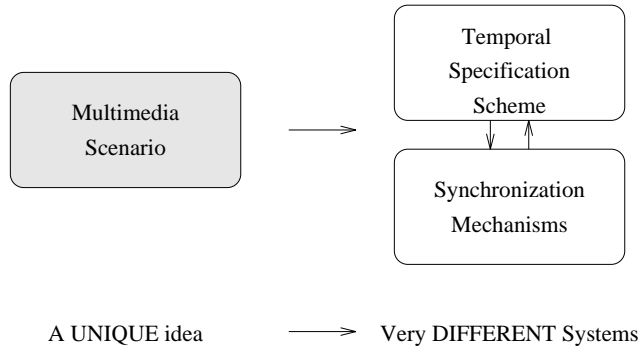 Multimedia
Scenario
Temporal
Specification
Scheme
Synchronization
Mechanisms
A UNIQUE idea
Very DIFFERENT Systems